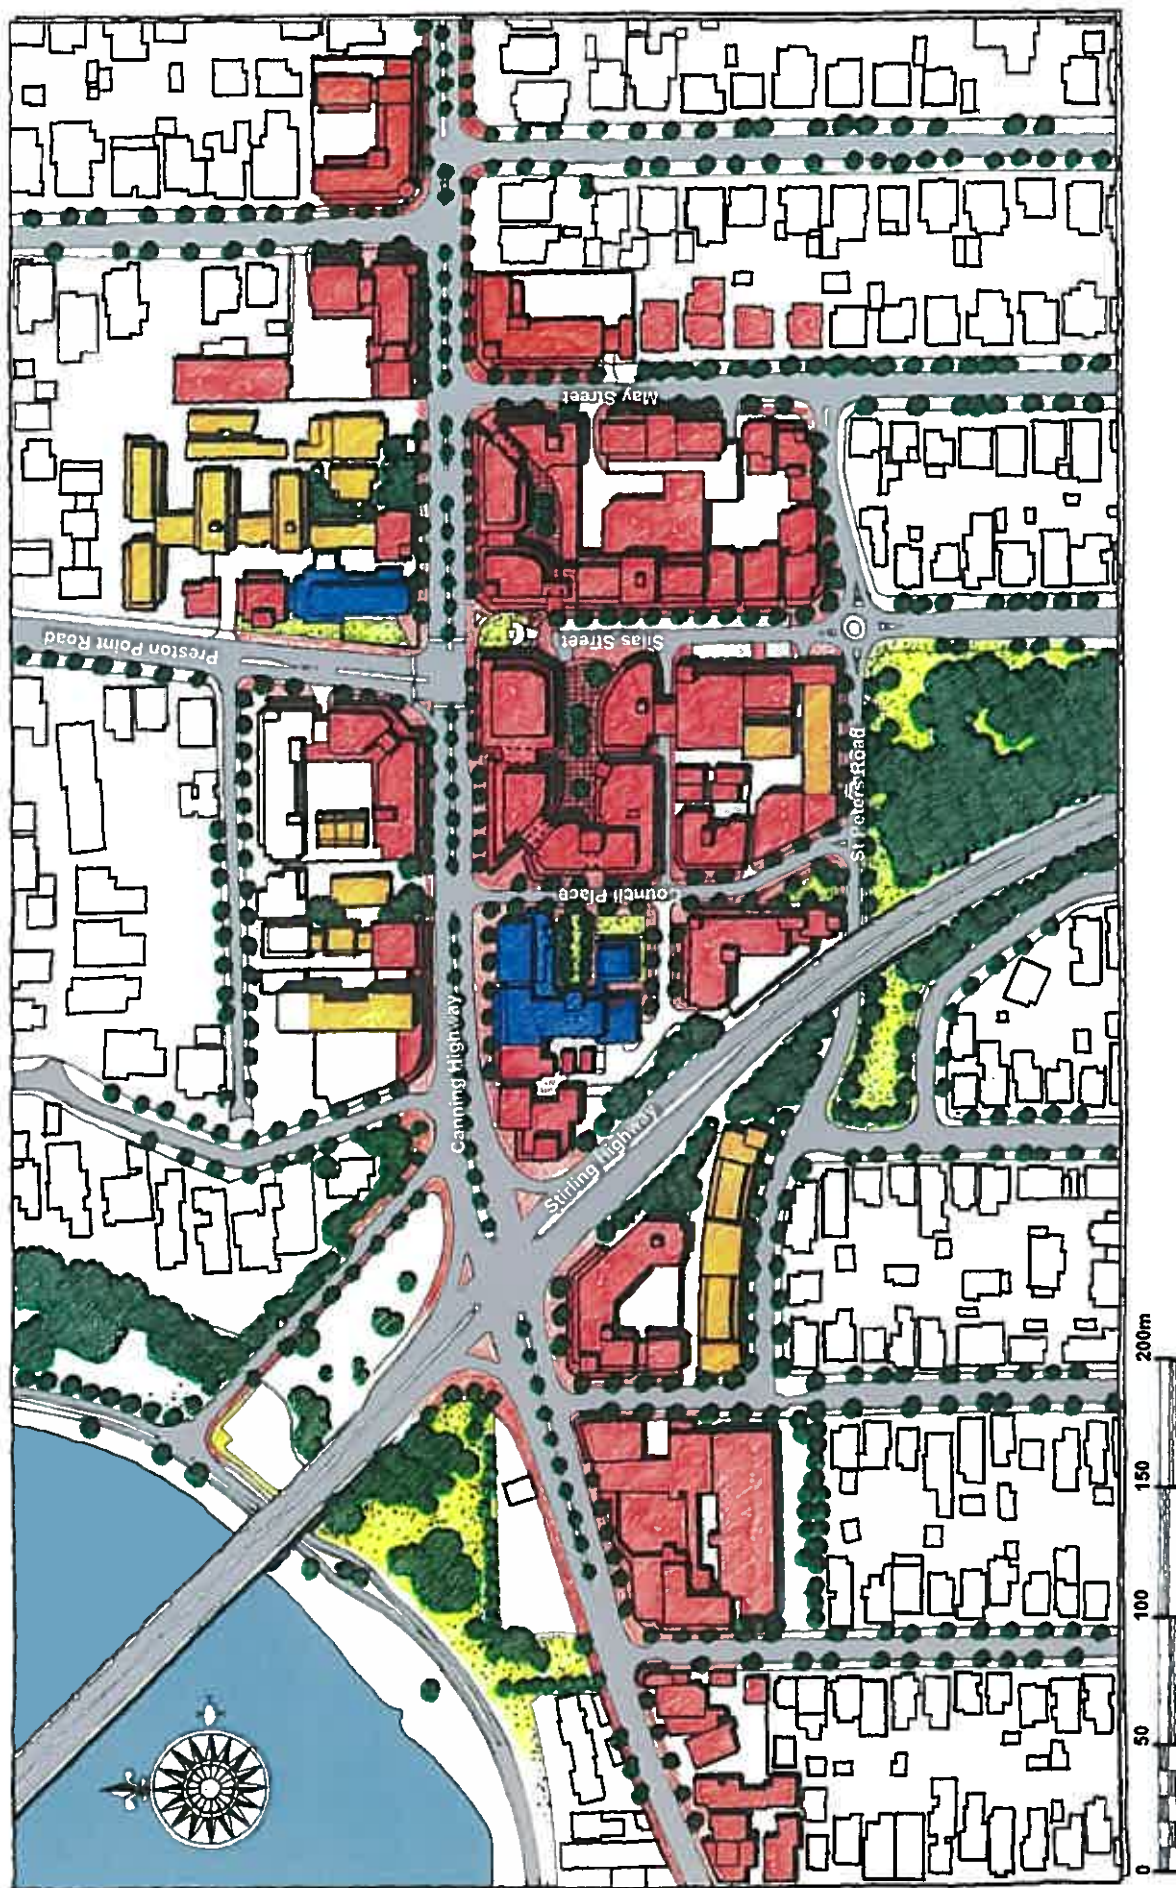 May Street
Preston Point Road
Silas Street
St Peters Road
Council Place
Canning Highway
Stirling Highway
0
50
100
150
200m